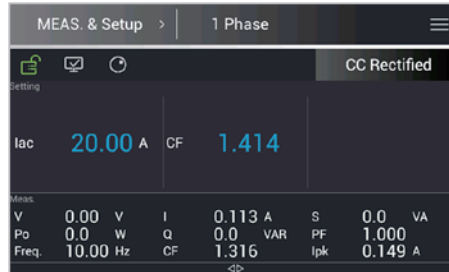 MEAS. & Setup > 1 Phase
CC Rectified
Setting
Iac 20.00 A CF 1.414
Meas.
V 0.00 V I 0.113 A S 0.0 VA
Po 0.0 W Q 0.0 VAR PF 1.000
Freq. 10.00 Hz CF 1.316 Ipk 0.149 A